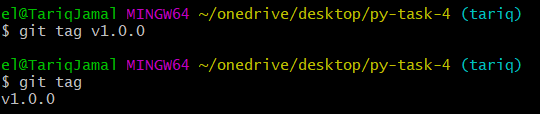 el@TariqJamal MINGW64 ~/onedrive/desktop/py-task-4 (tariq)
$ git tag v1.0.0
el@TariqJamal MINGW64 ~/onedrive/desktop/py-task-4 (tariq)
$ git tag
v1.0.0